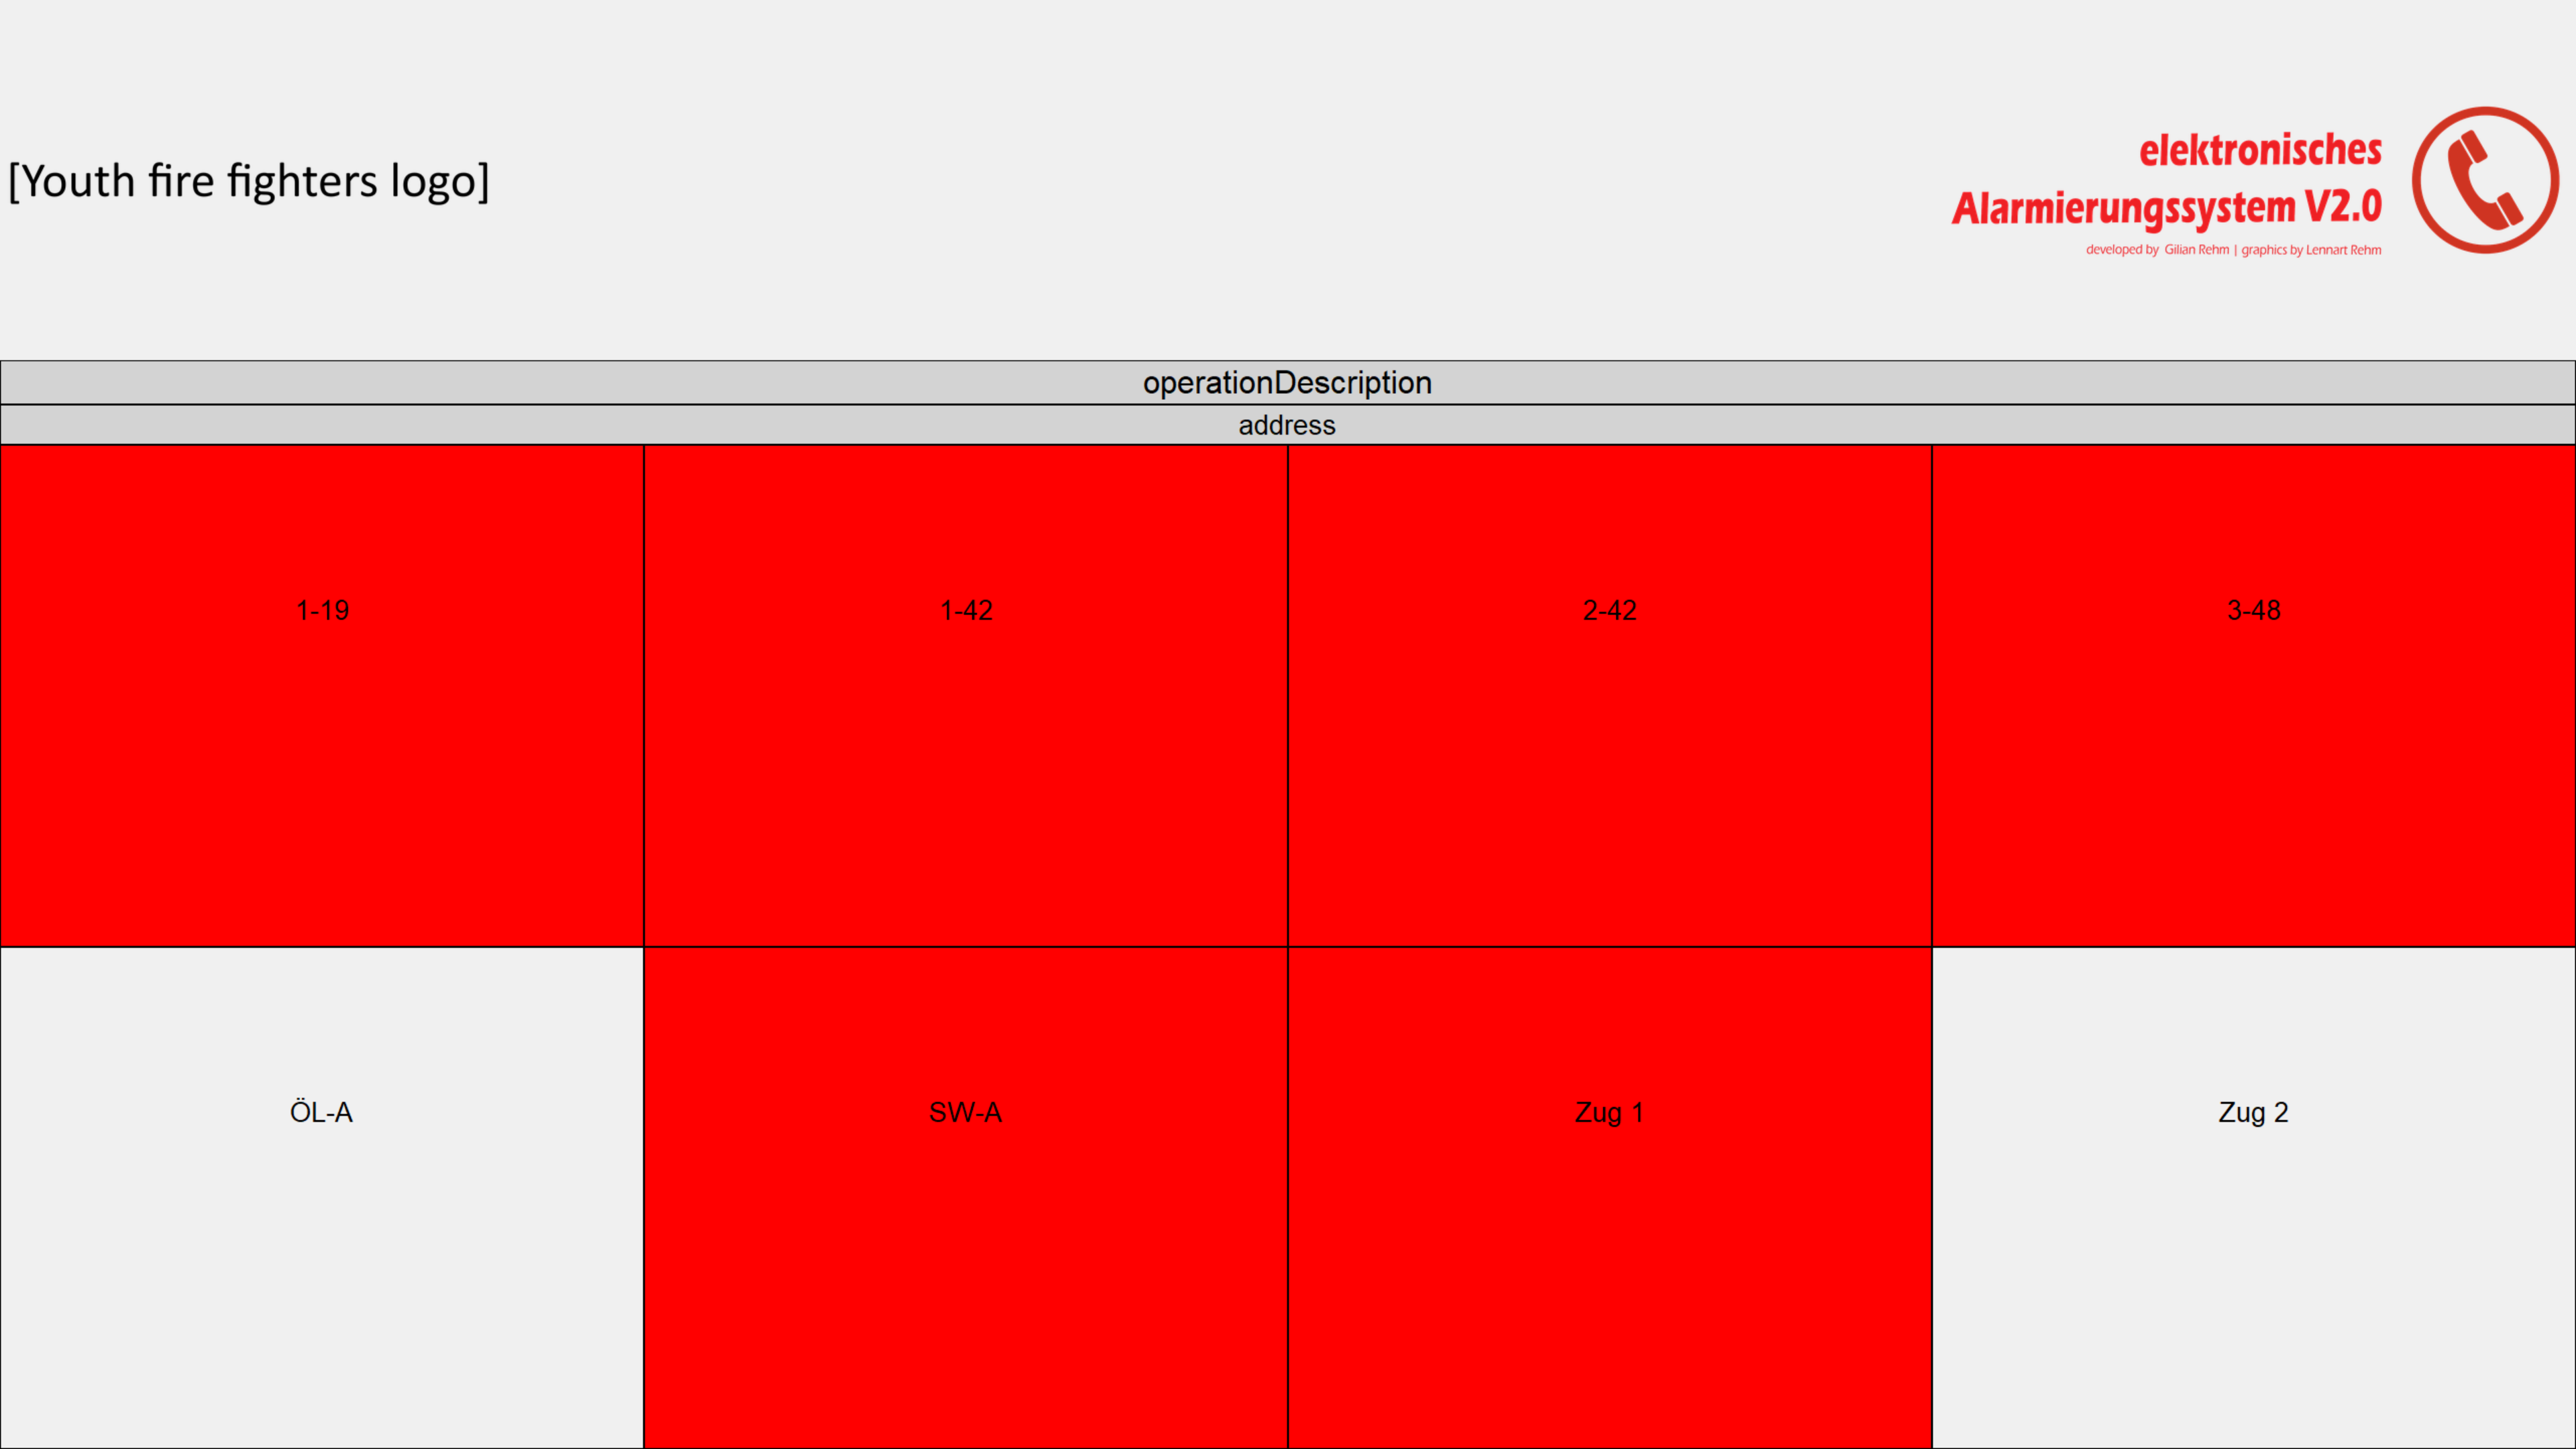 [Youth fire fighters logo]
elektronisches
Alarmierungssystem V2.0
developed by Gilian Rehm | graphics by Lennart Rehm
operationDescription
address
1-19
1-42
2-42
3-48
ÖL-A
SW-A
Zug 1
Zug 2